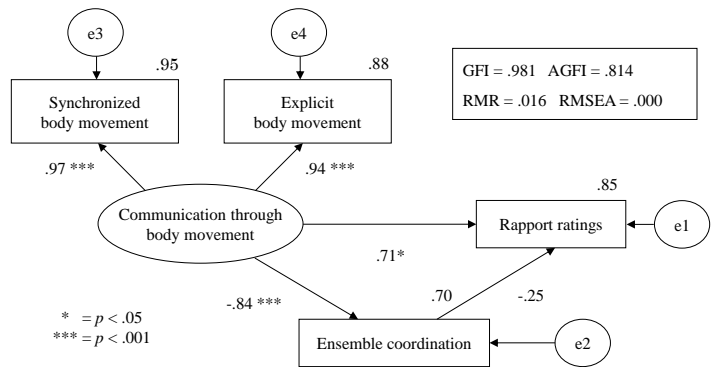 e3
e4
.95
.88
GFI = .981 AGFI = .814
RMR = .016 RMSEA = .000
Synchronized
body movement
Explicit
body movement
.97 ***
.94 ***
.85
Communication through
body movement
Rapport ratings
e1
.71*
-.84 ***
.70
-.25
* = p < .05
*** = p < .001
Ensemble coordination
e2